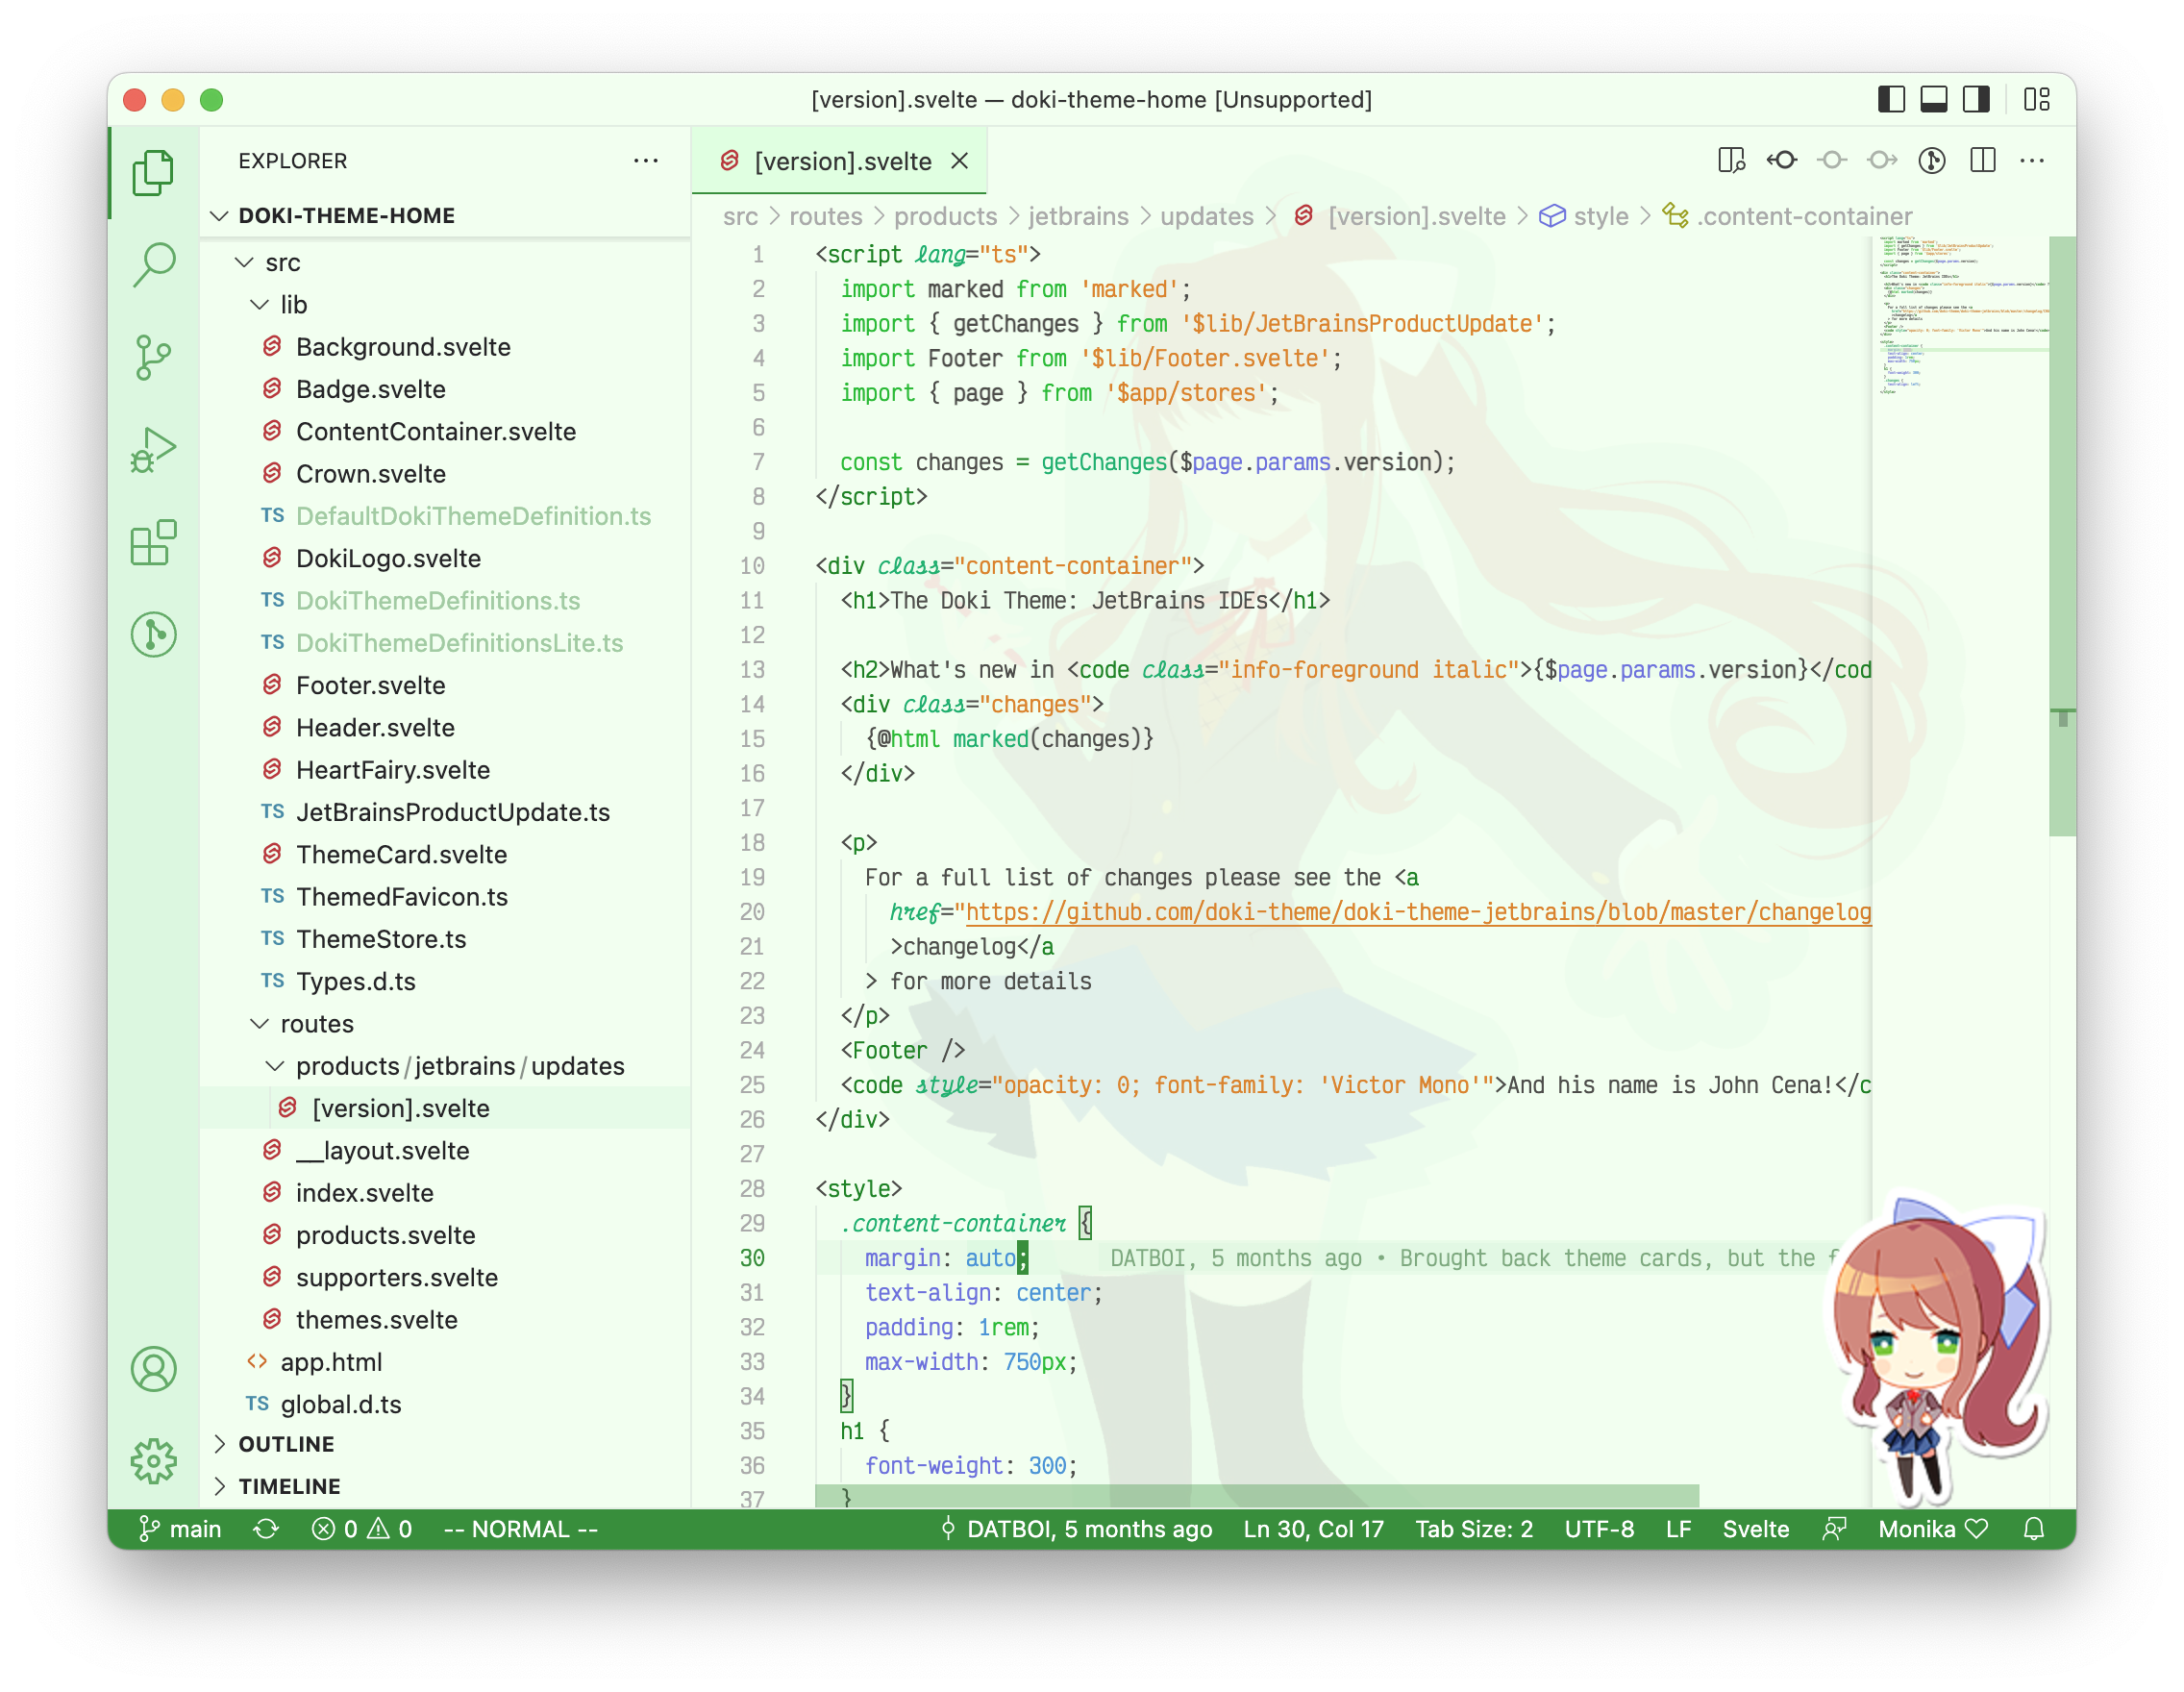 [version].svelte — doki-theme-home [Unsupported]
EXPLORER
DOKI-THEME-HOME
src
lib
Background.svelte
Badge.svelte
ContentContainer.svelte
Crown.svelte
TS DefaultDokiThemeDefinition.ts
DokiLogo.svelte
TS DokiThemeDefinitions.ts
TS DokiThemeDefinitionsLite.ts
Footer.svelte
Header.svelte
HeartFairy.svelte
TS JetBrainsProductUpdate.ts
ThemeCard.svelte
TS ThemedFavicon.ts
TS ThemeStore.ts
TS Types.d.ts
routes
products/jetbrains/updates
[version].svelte
__layout.svelte
index.svelte
products.svelte
supporters.svelte
themes.svelte
<> app.html
TS global.d.ts
OUTLINE
TIMELINE
[version].svelte
src > routes > products > jetbrains > updates > [version].svelte > style > .content-container
1 <script lang="ts">
2 import marked from 'marked';
3 import { getChanges } from '$lib/JetBrainsProductUpdate';
4 import Footer from '$lib/Footer.svelte';
5 import { page } from '$app/stores';
6
7 const changes = getChanges($page.params.version);
8 </script>
9
10 <div class="content-container">
11 <h1>The Doki Theme: JetBrains IDEs</h1>
12
13 <h2>What's new in <code class="info-foreground italic">{$page.params.version}</cod
14 <div class="changes">
15 {@html marked(changes)}
16 </div>
17
18 <p>
19 For a full list of changes please see the <a
20 href="https://github.com/doki-theme/doki-theme-jetbrains/blob/master/changelog
21 >changelog</a
22 > for more details
23 </p>
24 <Footer />
25 <code style="opacity: 0; font-family: 'Victor Mono'">And his name is John Cena!</c
26 </div>
27
28 <style>
29 .content-container {
30 margin: auto; DATBOI, 5 months ago • Brought back theme cards, but the f
31 text-align: center;
32 padding: 1rem;
33 max-width: 750px;
34 }
35 h1 {
36 font-weight: 300;
37 }
main 0 0 -- NORMAL -- DATBOI, 5 months ago Ln 30, Col 17 Tab Size: 2 UTF-8 LF Svelte Monika ♡